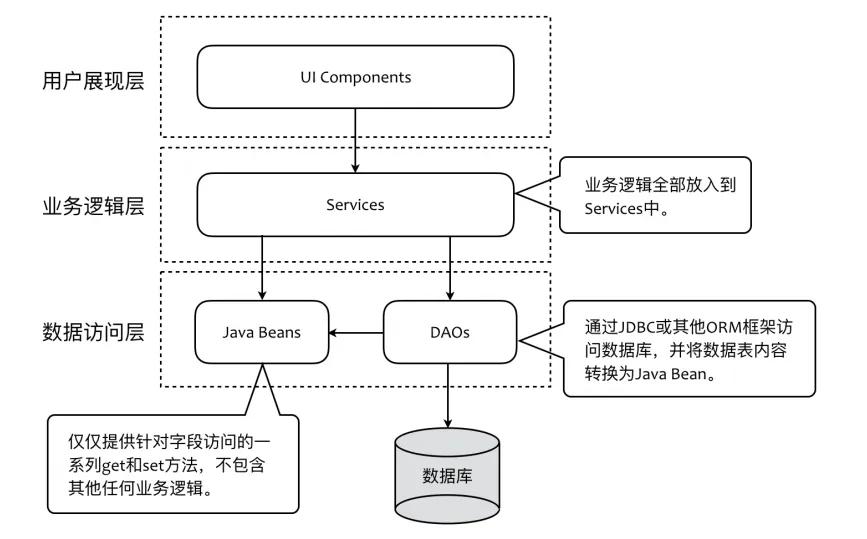 用户展现层
UI Components
业务逻辑层
Services
业务逻辑全部放入到
Services中。
数据访问层
Java Beans
DAOs
通过JDBC或其他ORM框架访
问数据库，并将数据表内容
转换为Java Bean。
仅仅提供针对字段访问的一
系列get和set方法，不包含
其他任何业务逻辑。
数据库